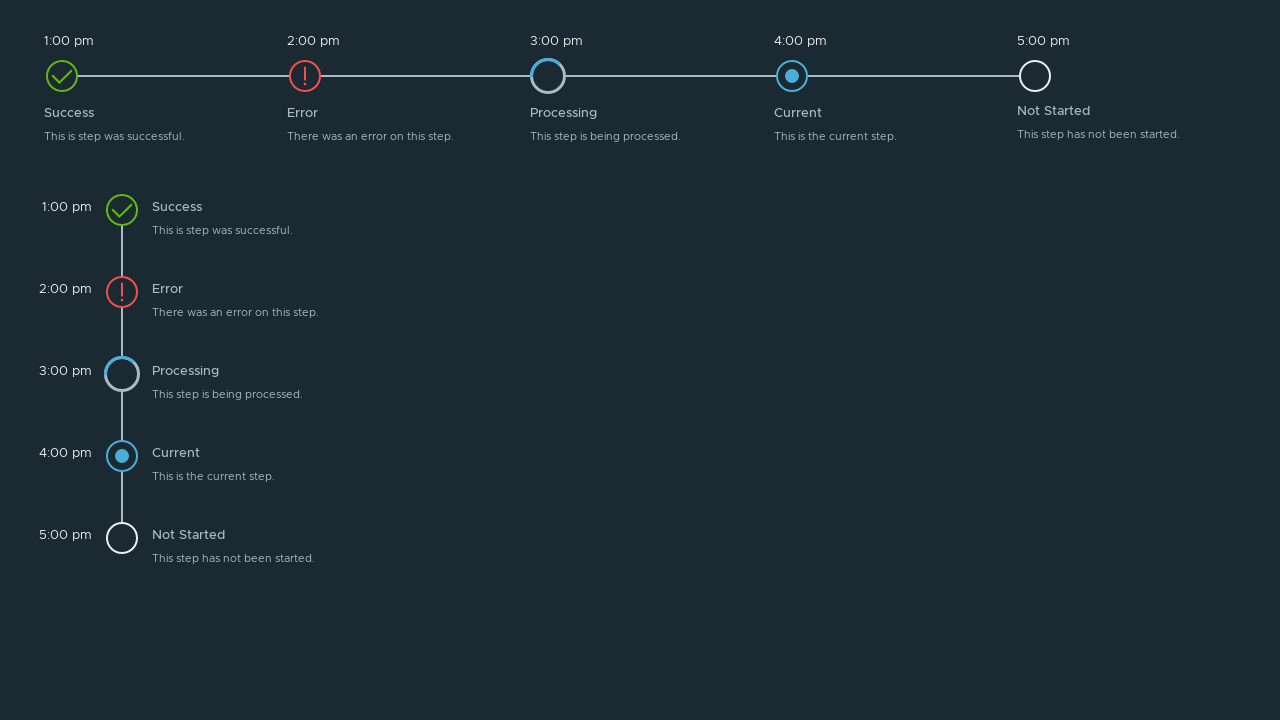 1:00 pm 2:00 pm 3:00 pm 4:00 pm 5:00 pm
Success Error Processing Current Not Started
This is step was successful. There was an error on this step. This step is being processed. This is the current step. This step has not been started.
1:00 pm Success
This is step was successful.
2:00 pm Error
There was an error on this step.
3:00 pm Processing
This step is being processed.
4:00 pm Current
This is the current step.
5:00 pm Not Started
This step has not been started.